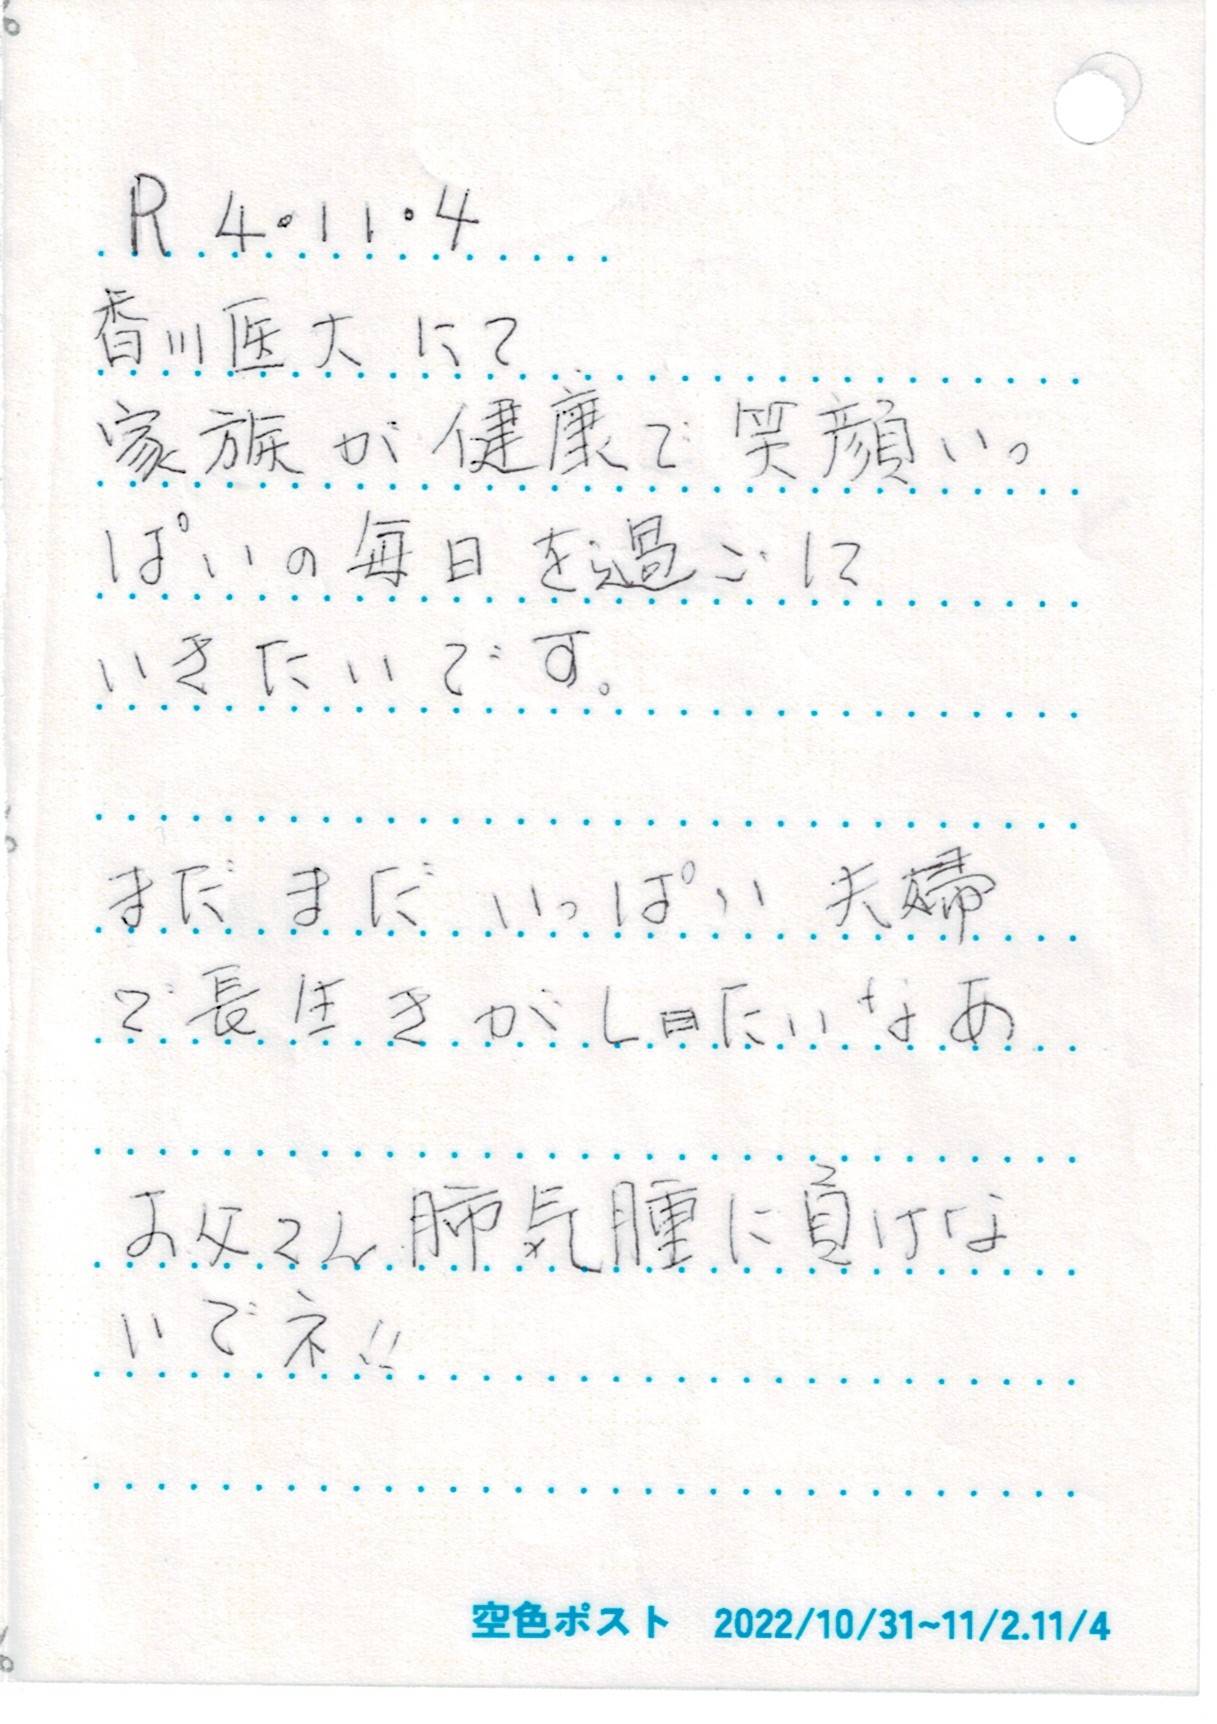 R 4・11・4
香川医大 にて
家族が健康で笑顔いっ
ぱいの毎日を過ごして
いきたいです。
まだまだ いっぱい 夫婦
で長生きがしたいなあ
お父さん肺気腫に負けな
いでネ!!
空色ポスト 2022/10/31~11/2.11/4